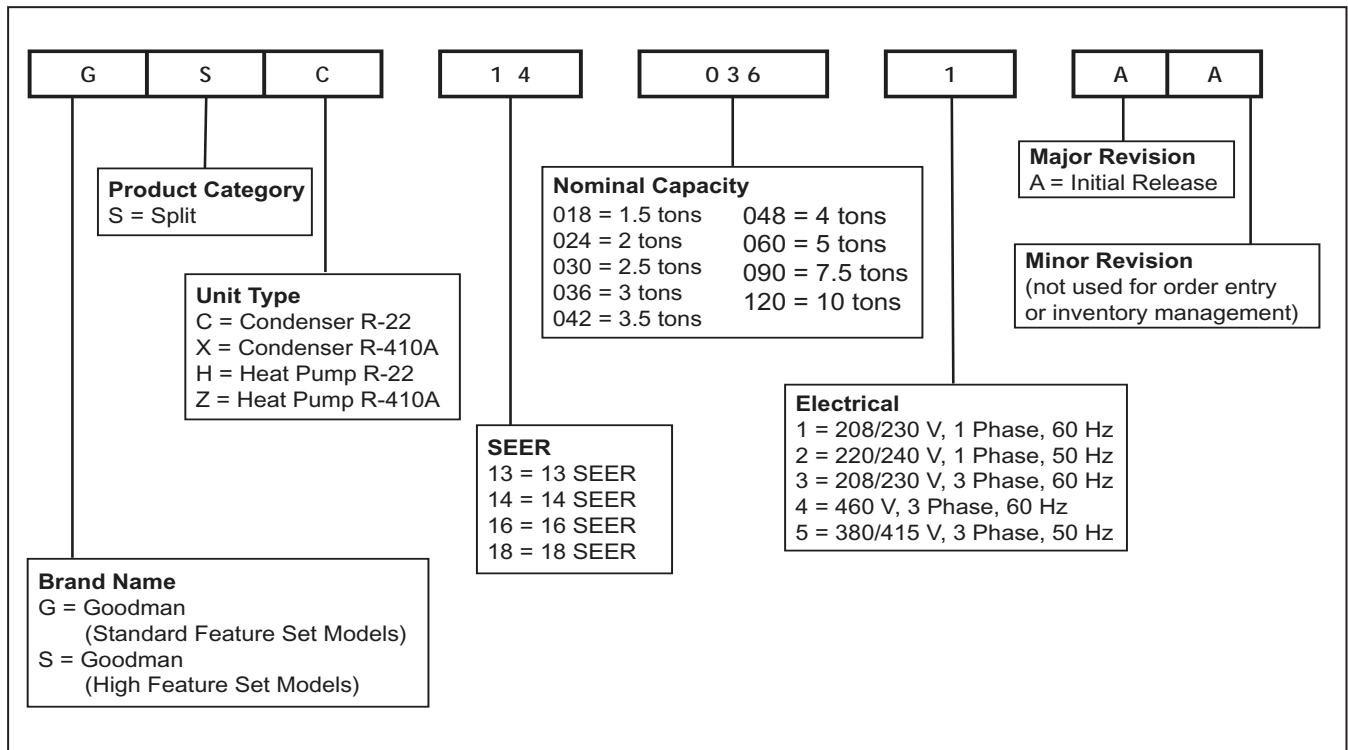 G S C 1 4 0 3 6 1 A A
Product Category
S = Split
Unit Type
C = Condenser R-22
X = Condenser R-410A
H = Heat Pump R-22
Z = Heat Pump R-410A
Brand Name
G = Goodman
(Standard Feature Set Models)
S = Goodman
(High Feature Set Models)
SEER
13 = 13 SEER
14 = 14 SEER
16 = 16 SEER
18 = 18 SEER
Nominal Capacity
018 = 1.5 tons
024 = 2 tons
030 = 2.5 tons
036 = 3 tons
042 = 3.5 tons
048 = 4 tons
060 = 5 tons
090 = 7.5 tons
120 = 10 tons
Electrical
1 = 208/230 V, 1 Phase, 60 Hz
2 = 220/240 V, 1 Phase, 50 Hz
3 = 208/230 V, 3 Phase, 60 Hz
4 = 460 V, 3 Phase, 60 Hz
5 = 380/415 V, 3 Phase, 50 Hz
Major Revision
A = Initial Release
Minor Revision
(not used for order entry
or inventory management)